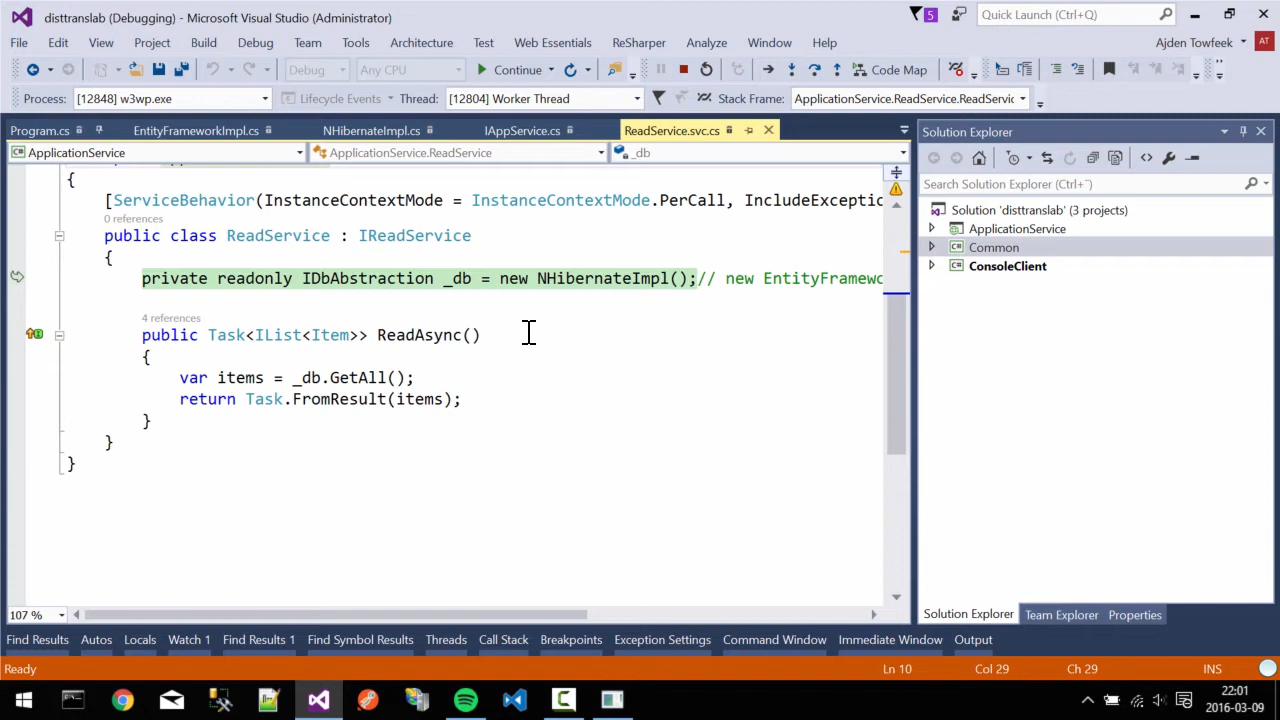 disttranslab (Debugging) - Microsoft Visual Studio (Administrator)
5
Quick Launch (Ctrl+Q)
File Edit View Project Build Debug Team Tools Architecture Test Web Essentials ReSharper Analyze Window Help
Ajdan Towfeek
AT
Debug Any CPU Continue Code Map
Process: [12848] w3wp.exe Lifecycle Events Thread: [12804] Worker Thread Stack Frame: ApplicationService.ReadService.ReadServic
Program.cs EntityFrameworkImpl.cs NHibernateImpl.cs IAppService.cs ReadService.svc.cs
ApplicationService ApplicationService.ReadService _db
{
[ServiceBehavior(InstanceContextMode = InstanceContextMode.PerCall, IncludeExceptio
0 references
public class ReadService : IReadService
{
private readonly IDbAbstraction _db = new NHibernateImpl();// new EntityFramewo
4 references
public Task<IList<Item>> ReadAsync()
{
var items = _db.GetAll();
return Task.FromResult(items);
}
}
}
107 %
Solution Explorer
Search Solution Explorer (Ctrl+¨)
Solution 'disttranslab' (3 projects)
ApplicationService
Common
ConsoleClient
Solution Explorer Team Explorer Properties
Find Results Autos Locals Watch 1 Find Results 1 Find Symbol Results Threads Call Stack Breakpoints Exception Settings Command Window Immediate Window Output
Ready Ln 10 Col 29 Ch 29 INS
22:01
2016-03-09